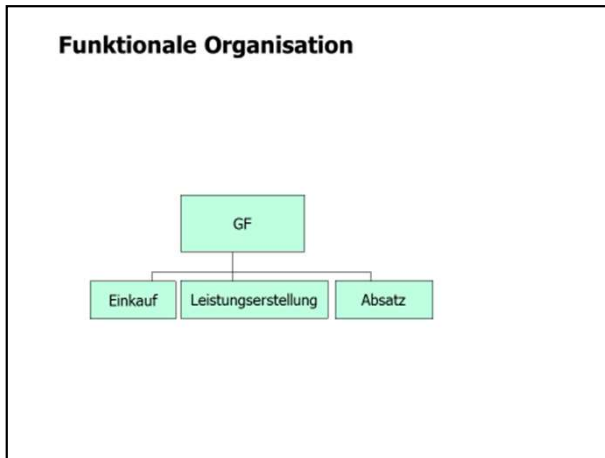 Funktionale Organisation
GF
Einkauf
Leistungserstellung
Absatz